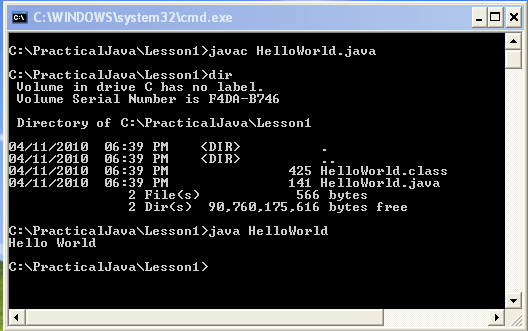 C:\WINDOWS\system32\cmd.exe
C:\PracticalJava\Lesson1>javac HelloWorld.java
C:\PracticalJava\Lesson1>dir
Volume in drive C has no label.
Volume Serial Number is F4DA-B746
Directory of C:\PracticalJava\Lesson1
04/11/2010  06:39 PM    <DIR>          .
04/11/2010  06:39 PM    <DIR>          ..
04/11/2010  06:39 PM               425 HelloWorld.class
04/11/2010  06:39 PM               141 HelloWorld.java
2 File(s)            566 bytes
2 Dir(s)  90,760,175,616 bytes free
C:\PracticalJava\Lesson1>java HelloWorld
Hello World
C:\PracticalJava\Lesson1>